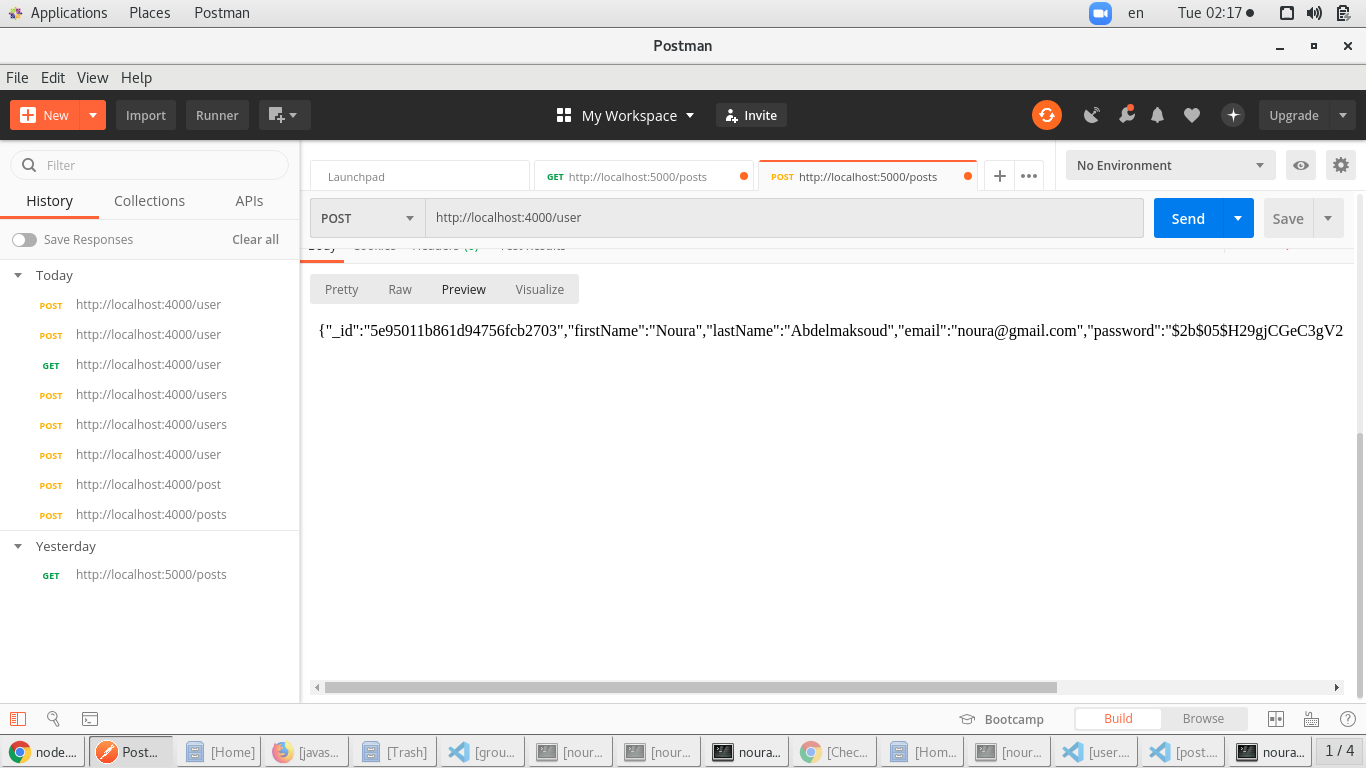 Applications Places Postman en Tue 02:17
Postman
File Edit View Help
New Import Runner My Workspace Invite Upgrade
Filter
Launchpad GET http://localhost:5000/posts POST http://localhost:5000/posts No Environment
History Collections APIs
POST http://localhost:4000/user Send Save
Save Responses Clear all
Today
POST http://localhost:4000/user
POST http://localhost:4000/user
GET http://localhost:4000/user
POST http://localhost:4000/users
POST http://localhost:4000/users
POST http://localhost:4000/user
POST http://localhost:4000/post
POST http://localhost:4000/posts
Yesterday
GET http://localhost:5000/posts
Pretty Raw Preview Visualize
{"_id":"5e95011b861d94756fcb2703","firstName":"Noura","lastName":"Abdelmaksoud","email":"noura@gmail.com","password":"$2b$05$H29gjCGeC3gV2
Bootcamp Build Browse
node.... Post... [Home] [javas... [Trash] [grou... [nour... [nour... noura... [Chec... [Hom... [nour... [user.... [post.... noura... 1 / 4